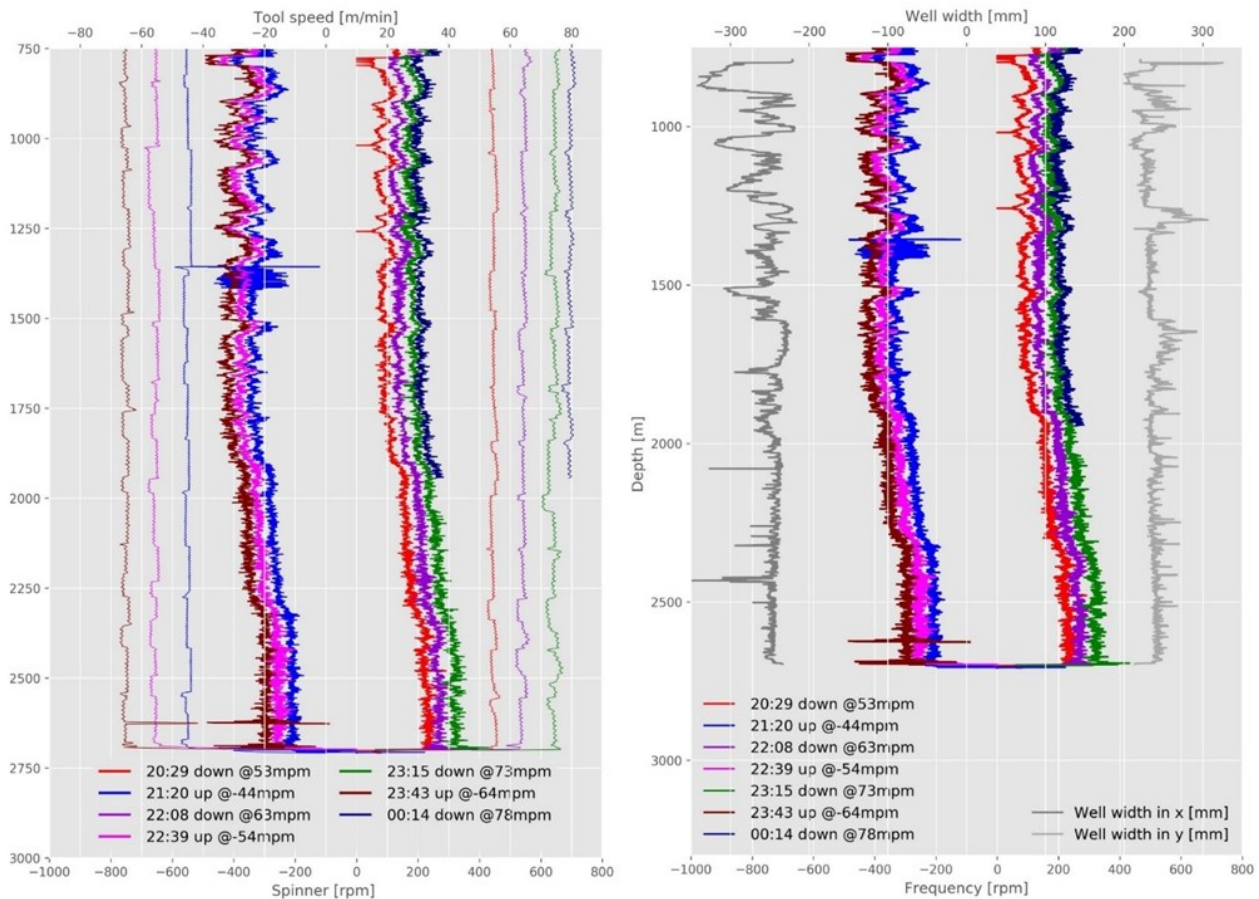 Tool speed [m/min]
−80 −60 −40 −20 0 20 40 60 80
750
1000
1250
1500
1750
2000
2250
2500
2750
3000
20:29 down @53mpm
21:20 up @-44mpm
22:08 down @63mpm
22:39 up @-54mpm
23:15 down @73mpm
23:43 up @-64mpm
00:14 down @78mpm
−1000 −800 −600 −400 −200 0 200 400 600 800
Spinner [rpm]
Well width [mm]
−300 −200 −100 0 100 200 300
Depth [m]
1000
1500
2000
2500
3000
20:29 down @53mpm
21:20 up @-44mpm
22:08 down @63mpm
22:39 up @-54mpm
23:15 down @73mpm
23:43 up @-64mpm
00:14 down @78mpm
Well width in x [mm]
Well width in y [mm]
−1000 −800 −600 −400 −200 0 200 400 600 800
Frequency [rpm]